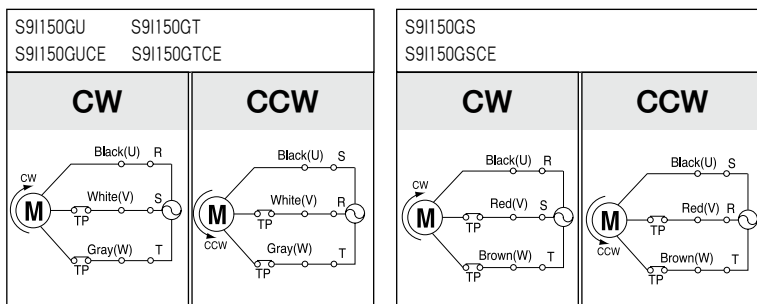 S9I150GU S9I150GT
S9I150GUCE S9I150GTCE
CW
CCW
CW
M
Black(U) R
White(V) S
TP
Gray(W) T
TP
CCW
M
Black(U) S
White(V) R
TP
Gray(W) T
TP
S9I150GS
S9I150GSCE
CW
CCW
CW
M
Black(U) R
Red(V) S
TP
Brown(W) T
TP
CCW
M
Black(U) S
Red(V) R
TP
Brown(W) T
TP